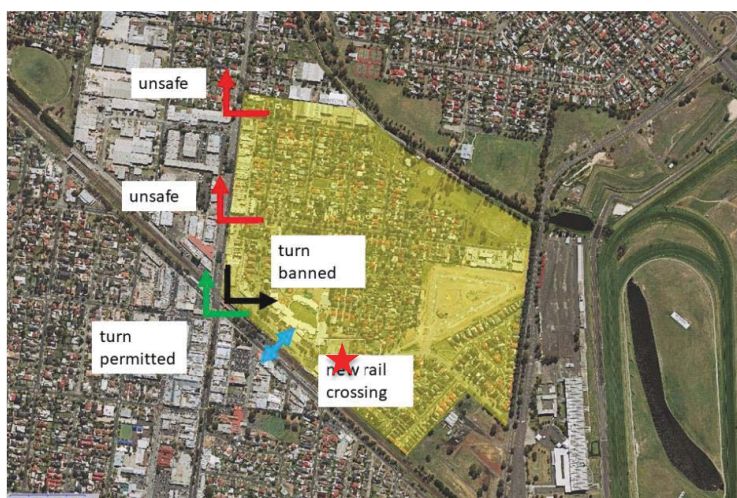 unsafe
unsafe
turn
banned
turn
permitted
new rail
crossing